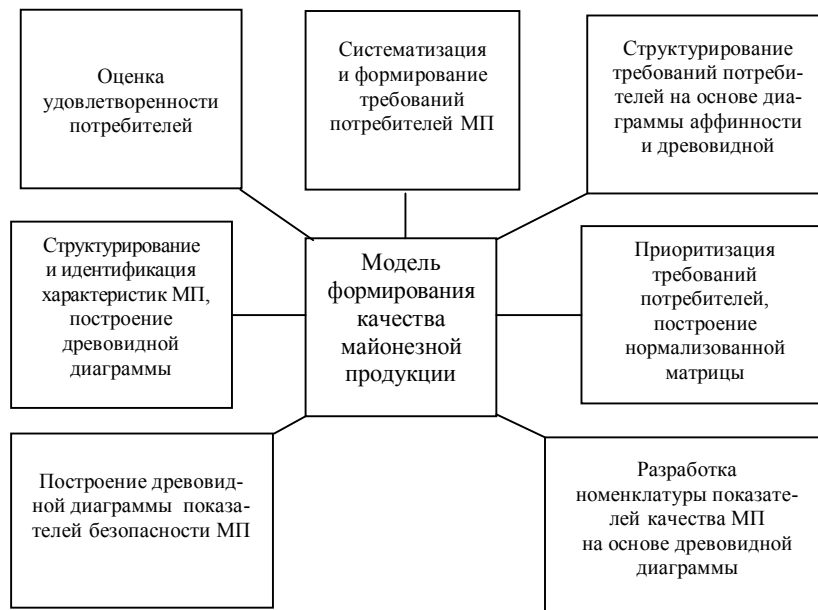 Оценка
удовлетворенности
потребителей
Систематизация
и формирование
требований
потребителей МП
Структурирование
требований потреби-
телей на основе диа-
граммы аффинности
и древовидной
Структурирование
и идентификация
характеристик МП,
построение
древовидной
диаграммы
Модель
формирования
качества
майонезной
продукции
Приоритизация
требований
потребителей,
построение
нормализованной
матрицы
Построение древовид-
ной диаграммы показа-
телей безопасности МП
Разработка
номенклатуры показате-
лей качества МП
на основе древовидной
диаграммы